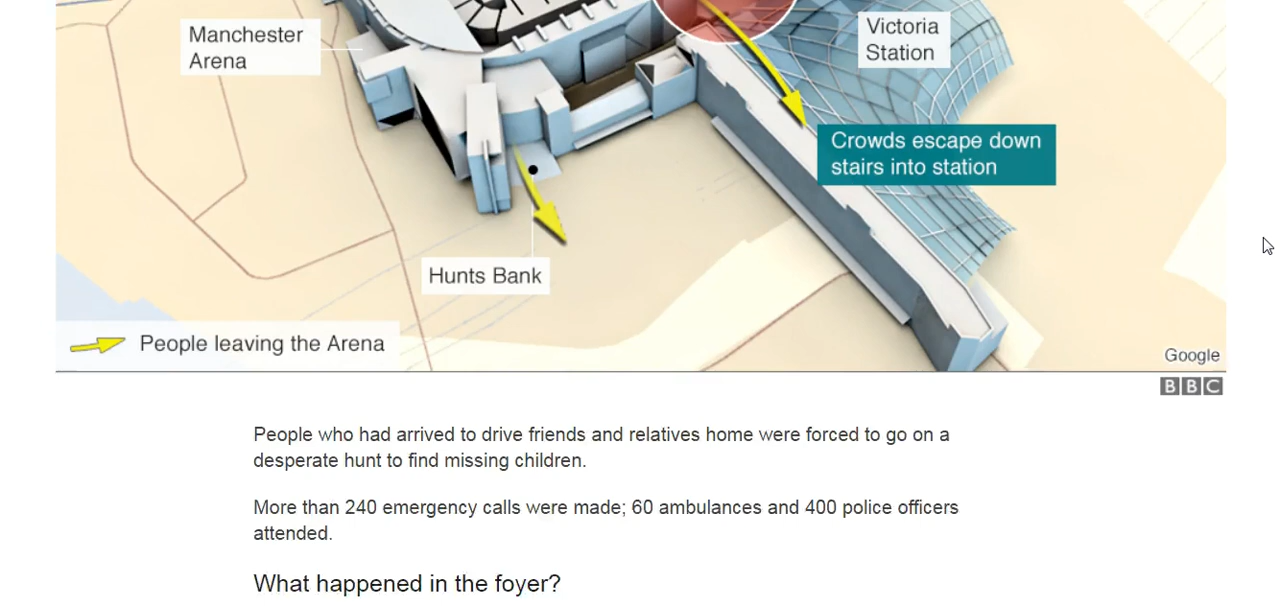 Manchester
Arena
Victoria
Station
Crowds escape down
stairs into station
Hunts Bank
People leaving the Arena
Google
BBC
People who had arrived to drive friends and relatives home were forced to go on a
desperate hunt to find missing children.
More than 240 emergency calls were made; 60 ambulances and 400 police officers
attended.
What happened in the foyer?